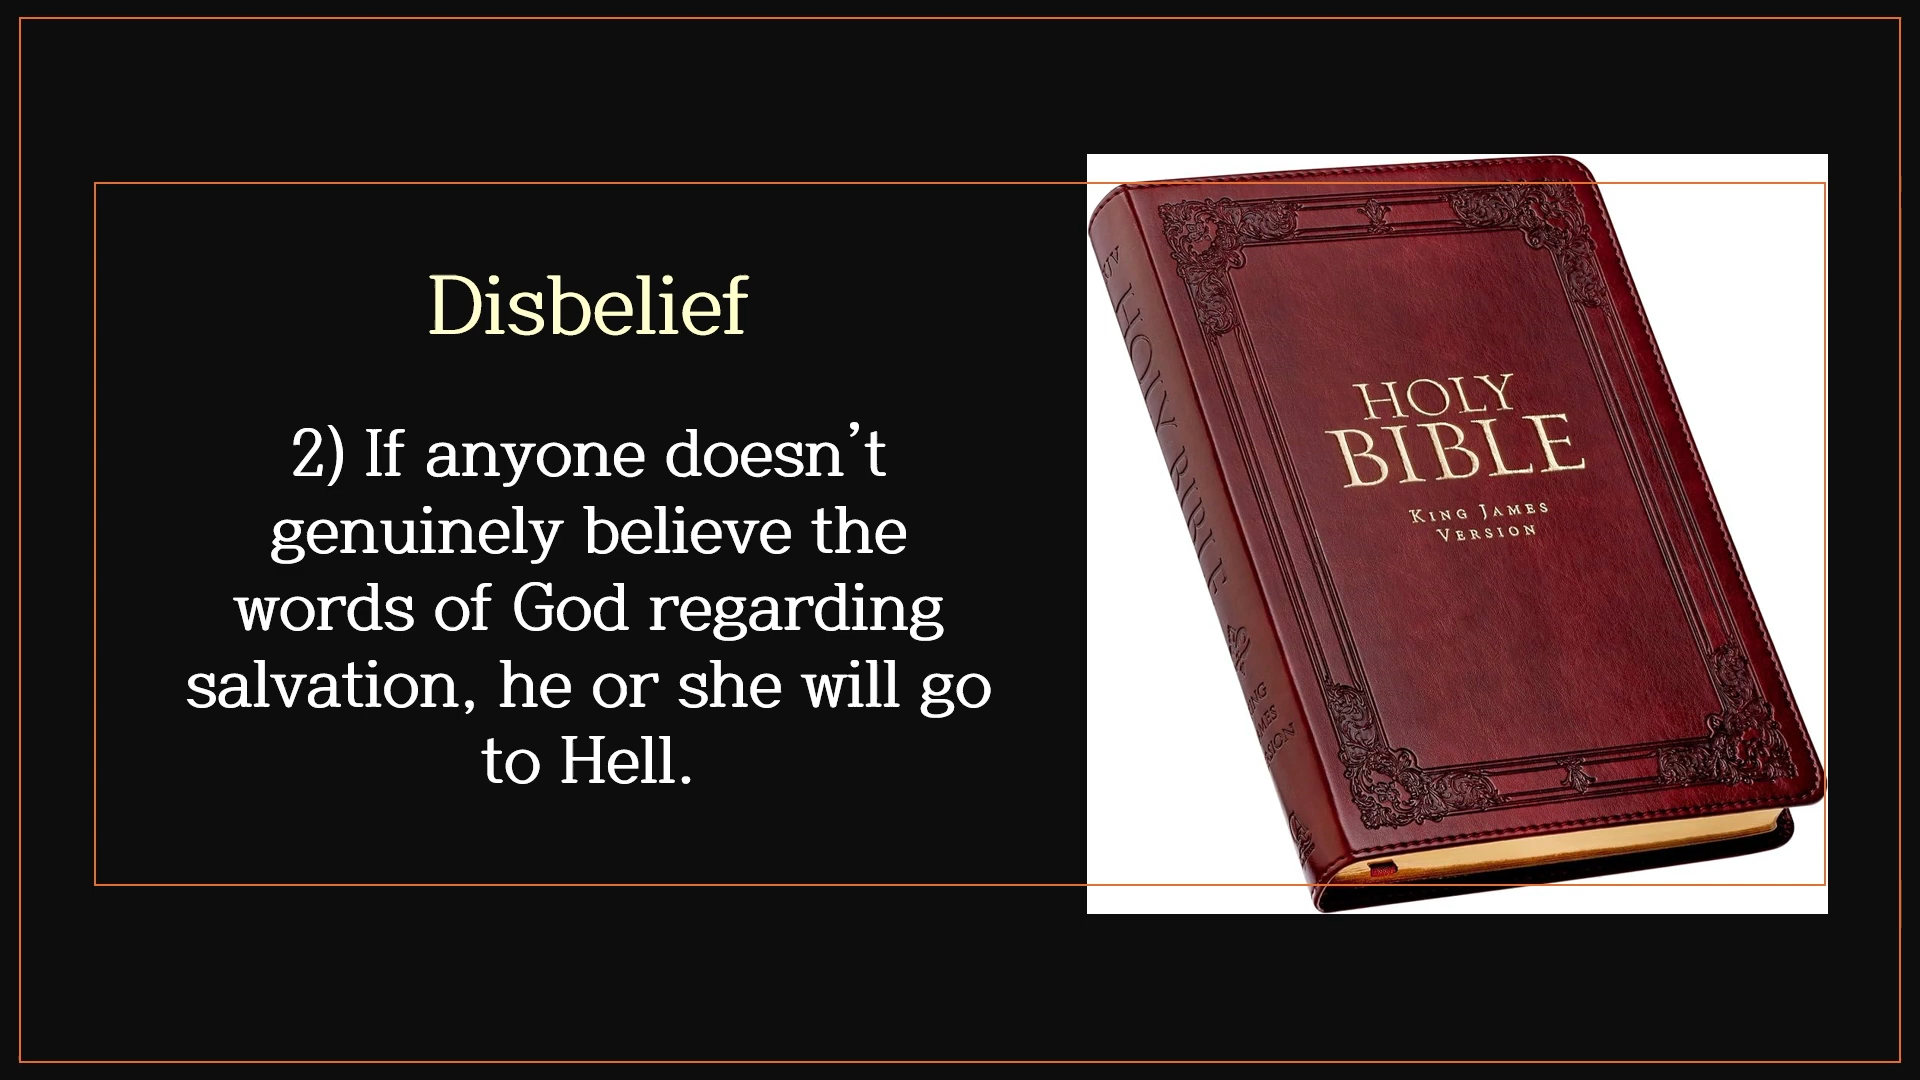 Disbelief
2) If anyone doesn’t
genuinely believe the
words of God regarding
salvation, he or she will go
to Hell.
HOLY
BIBLE
KING JAMES
VERSION
KJV
HOLY BIBLE